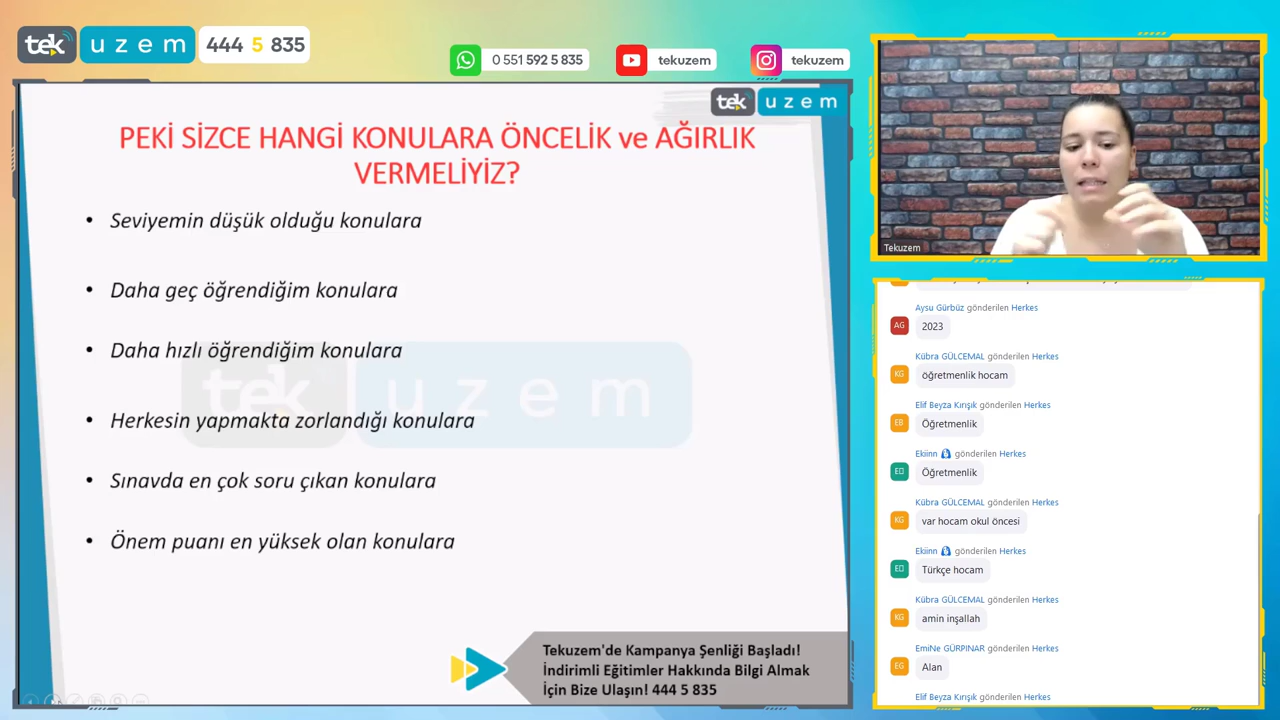 tek uzem 444 5 835
0 551 592 5 835
tekuzem
tekuzem
tek uzem
PEKİ SİZCE HANGİ KONULARA ÖNCELİK ve AĞIRLIK
VERMELİYİZ?
• Seviyemin düşük olduğu konulara
• Daha geç öğrendiğim konulara
• Daha hızlı öğrendiğim konulara
tek uzem
• Herkesin yapmakta zorlandığı konulara
• Sınavda en çok soru çıkan konulara
• Önem puanı en yüksek olan konulara
Tekuzem'de Kampanya Şenliği Başladı!
İndirimli Eğitimler Hakkında Bilgi Almak
İçin Bize Ulaşın! 444 5 835
Tekuzem
Aysu Gürbüz gönderilen Herkes
AG 2023
Kübra GÜLCEMAL gönderilen Herkes
KG öğretmenlik hocam
Elif Beyza Kırışık gönderilen Herkes
EB Öğretmenlik
Ekiinn gönderilen Herkes
Öğretmenlik
Kübra GÜLCEMAL gönderilen Herkes
KG var hocam okul öncesi
Ekiinn gönderilen Herkes
Türkçe hocam
Kübra GÜLCEMAL gönderilen Herkes
KG amin inşallah
EmiNe GÜRPINAR gönderilen Herkes
EG Alan
Elif Beyza Kırışık gönderilen Herkes